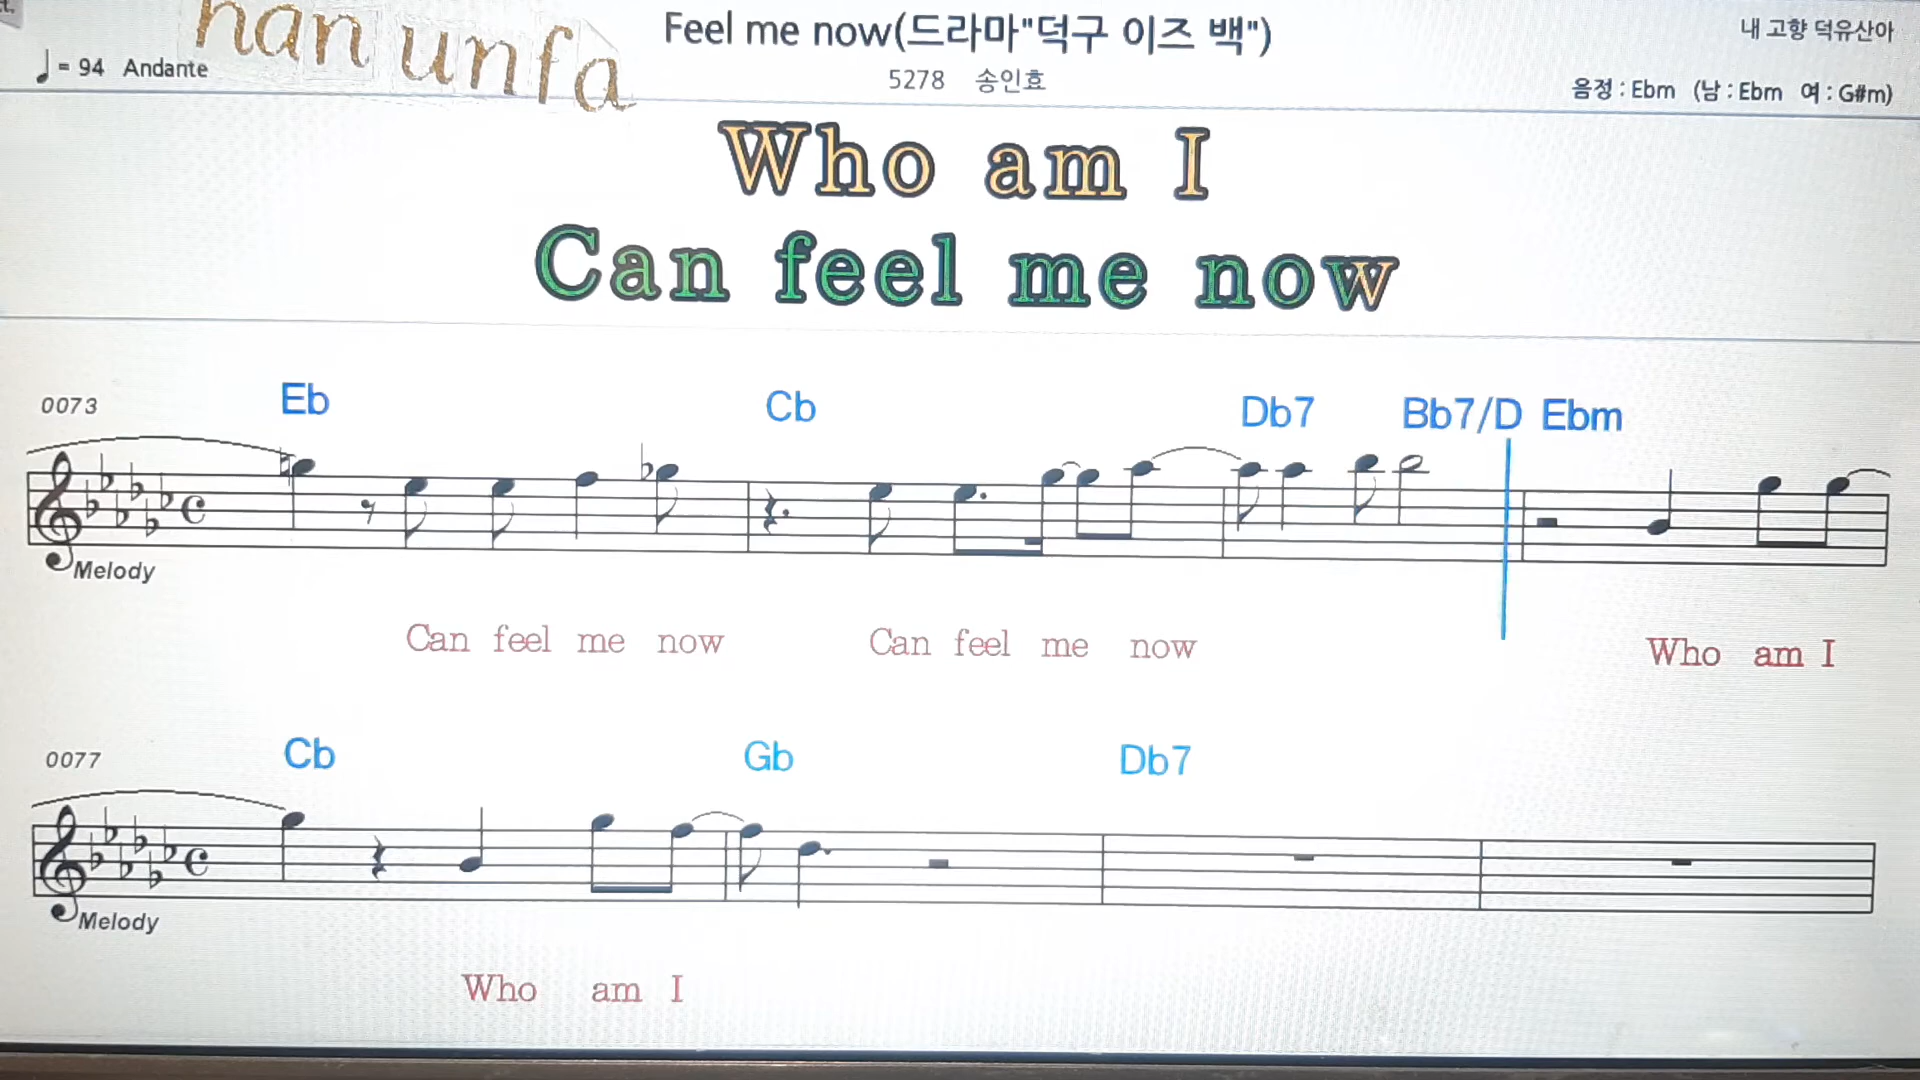 han unfa
Feel me now(드라마"덕구 이즈 백")
내 고향 덕유산아
♩= 94 Andante
5278 송인효
음정 : Ebm (남 : Ebm 여 : G#m)
Who am I
Can feel me now
0073 Eb Cb Db7 Bb7/D Ebm
Melody
Can feel me now Can feel me now Who am I
0077 Cb Gb Db7
Melody
Who am I